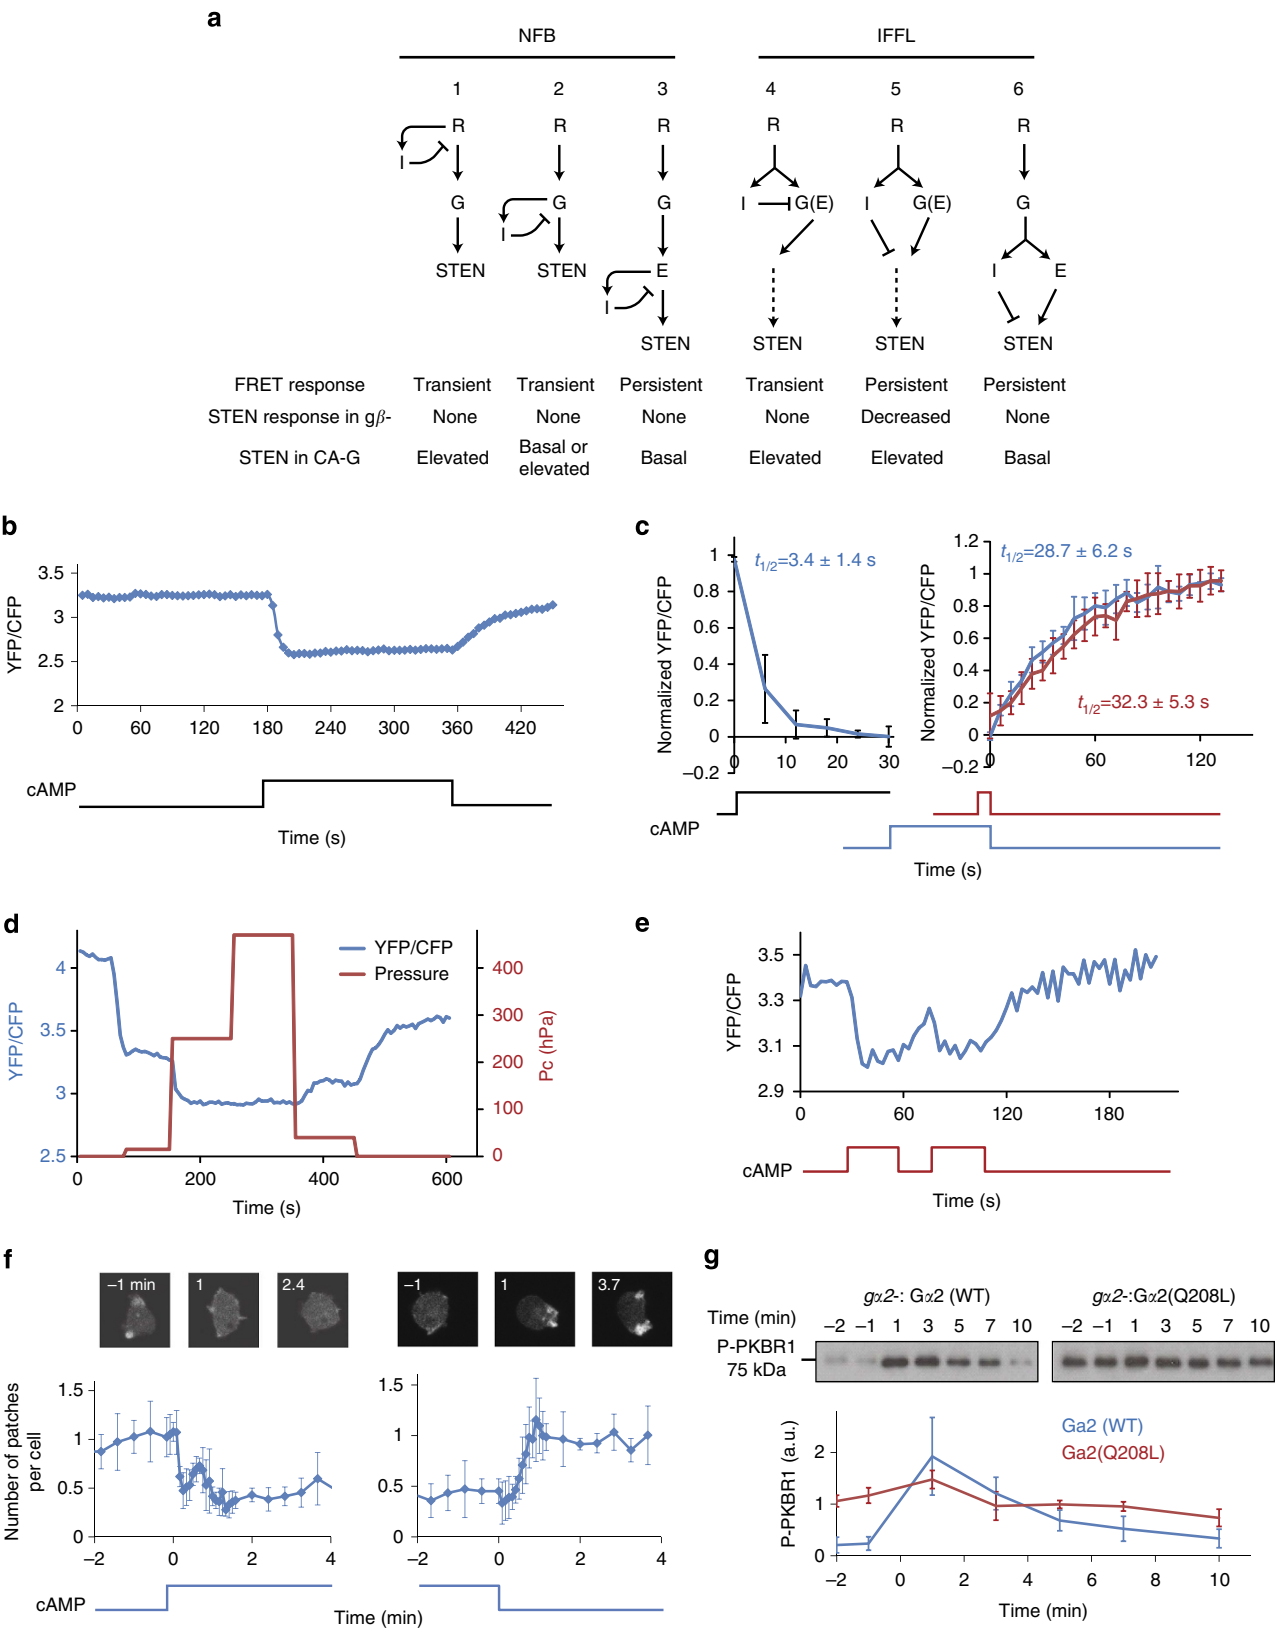 a
NFB IFFL
1 2 3 4 5 6
R R R R R R
I
G G G I G(E) I G(E) G
I
STEN STEN E I E
I
STEN STEN STEN STEN
FRET response Transient Transient Persistent Transient Persistent Persistent
STEN response in gβ- None None None None Decreased None
STEN in CA-G Elevated Basal or elevated Basal Elevated Elevated Basal
b
YFP/CFP
3.5
3
2.5
2
0 60 120 180 240 300 360 420
cAMP
Time (s)
c
Normalized YFP/CFP
1
0.8
0.6
0.4
0.2
0
–0.2
t1/2=3.4 ± 1.4 s
0 10 20 30
Normalized YFP/CFP
1.2
1
0.8
0.6
0.4
0.2
0
–0.2
t1/2=28.7 ± 6.2 s
t1/2=32.3 ± 5.3 s
0 60 120
cAMP
Time (s)
d
YFP/CFP
4
3.5
3
2.5
YFP/CFP
Pressure
400
300
200
100
0
Pc (hPa)
0 200 400 600
Time (s)
e
YFP/CFP
3.5
3.3
3.1
2.9
0 60 120 180
cAMP
Time (s)
f
–1 min 1 2.4 –1 1 3.7
Number of patches
per cell
1.5
1
0.5
0
–2 0 2 4
1.5
1
0.5
0
–2 0 2 4
cAMP
Time (min)
g
gα2-: Gα2 (WT) gα2-:Gα2(Q208L)
Time (min) –2 –1 1 3 5 7 10 –2 –1 1 3 5 7 10
P-PKBR1
75 kDa
P-PKBR1 (a.u.)
2
1
0
Ga2 (WT)
Ga2(Q208L)
–2 0 2 4 6 8 10
Time (min)